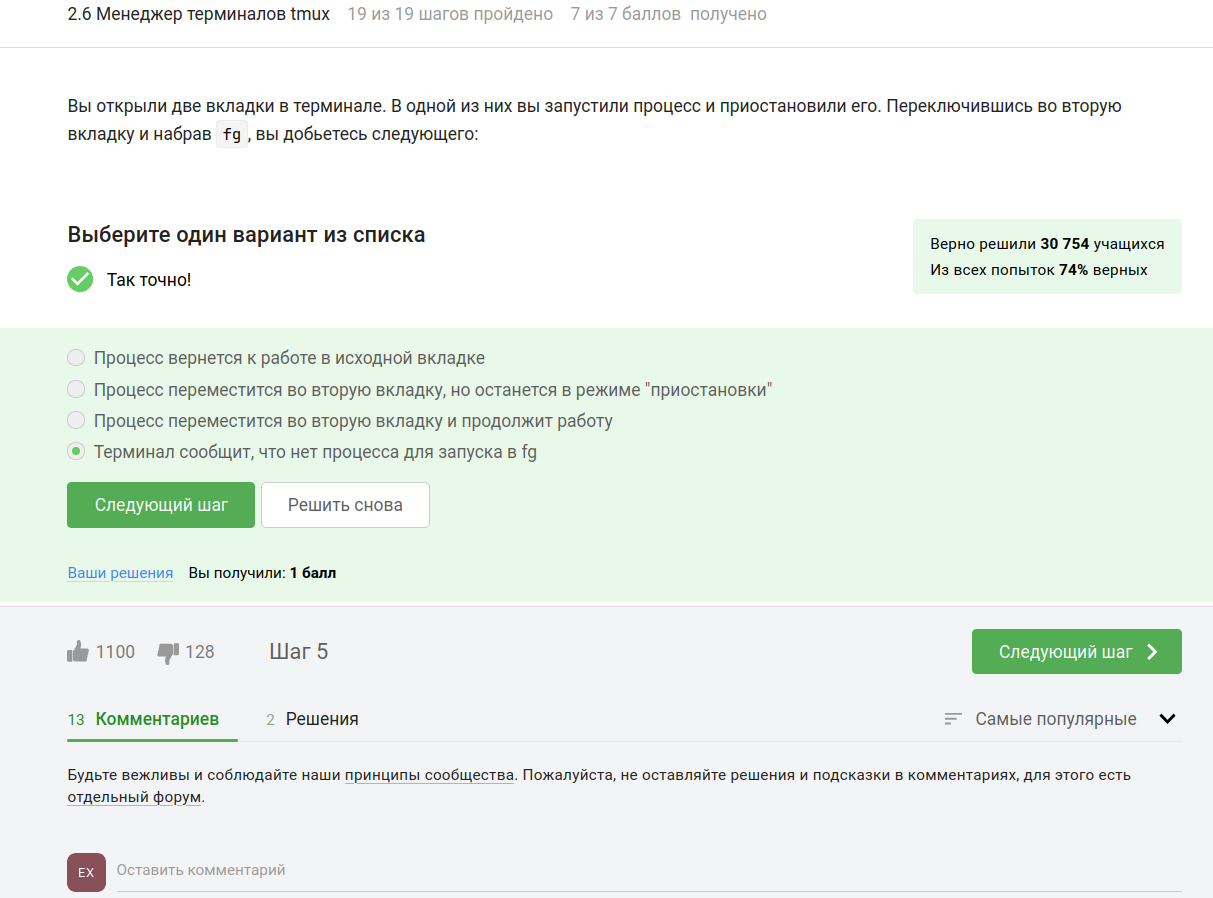 2.6 Менеджер терминалов tmux 19 из 19 шагов пройдено 7 из 7 баллов получено
Вы открыли две вкладки в терминале. В одной из них вы запустили процесс и приостановили его. Переключившись во вторую
вкладку и набрав fg, вы добьетесь следующего:
Выберите один вариант из списка
Верно решили 30 754 учащихся
Из всех попыток 74% верных
Так точно!
Процесс вернется к работе в исходной вкладке
Процесс переместится во вторую вкладку, но останется в режиме "приостановки"
Процесс переместится во вторую вкладку и продолжит работу
Терминал сообщит, что нет процесса для запуска в fg
Следующий шаг Решить снова
Ваши решения Вы получили: 1 балл
1100 128 Шаг 5 Следующий шаг
13 Комментариев 2 Решения Самые популярные
Будьте вежливы и соблюдайте наши принципы сообщества. Пожалуйста, не оставляйте решения и подсказки в комментариях, для этого есть
отдельный форум.
EX Оставить комментарий